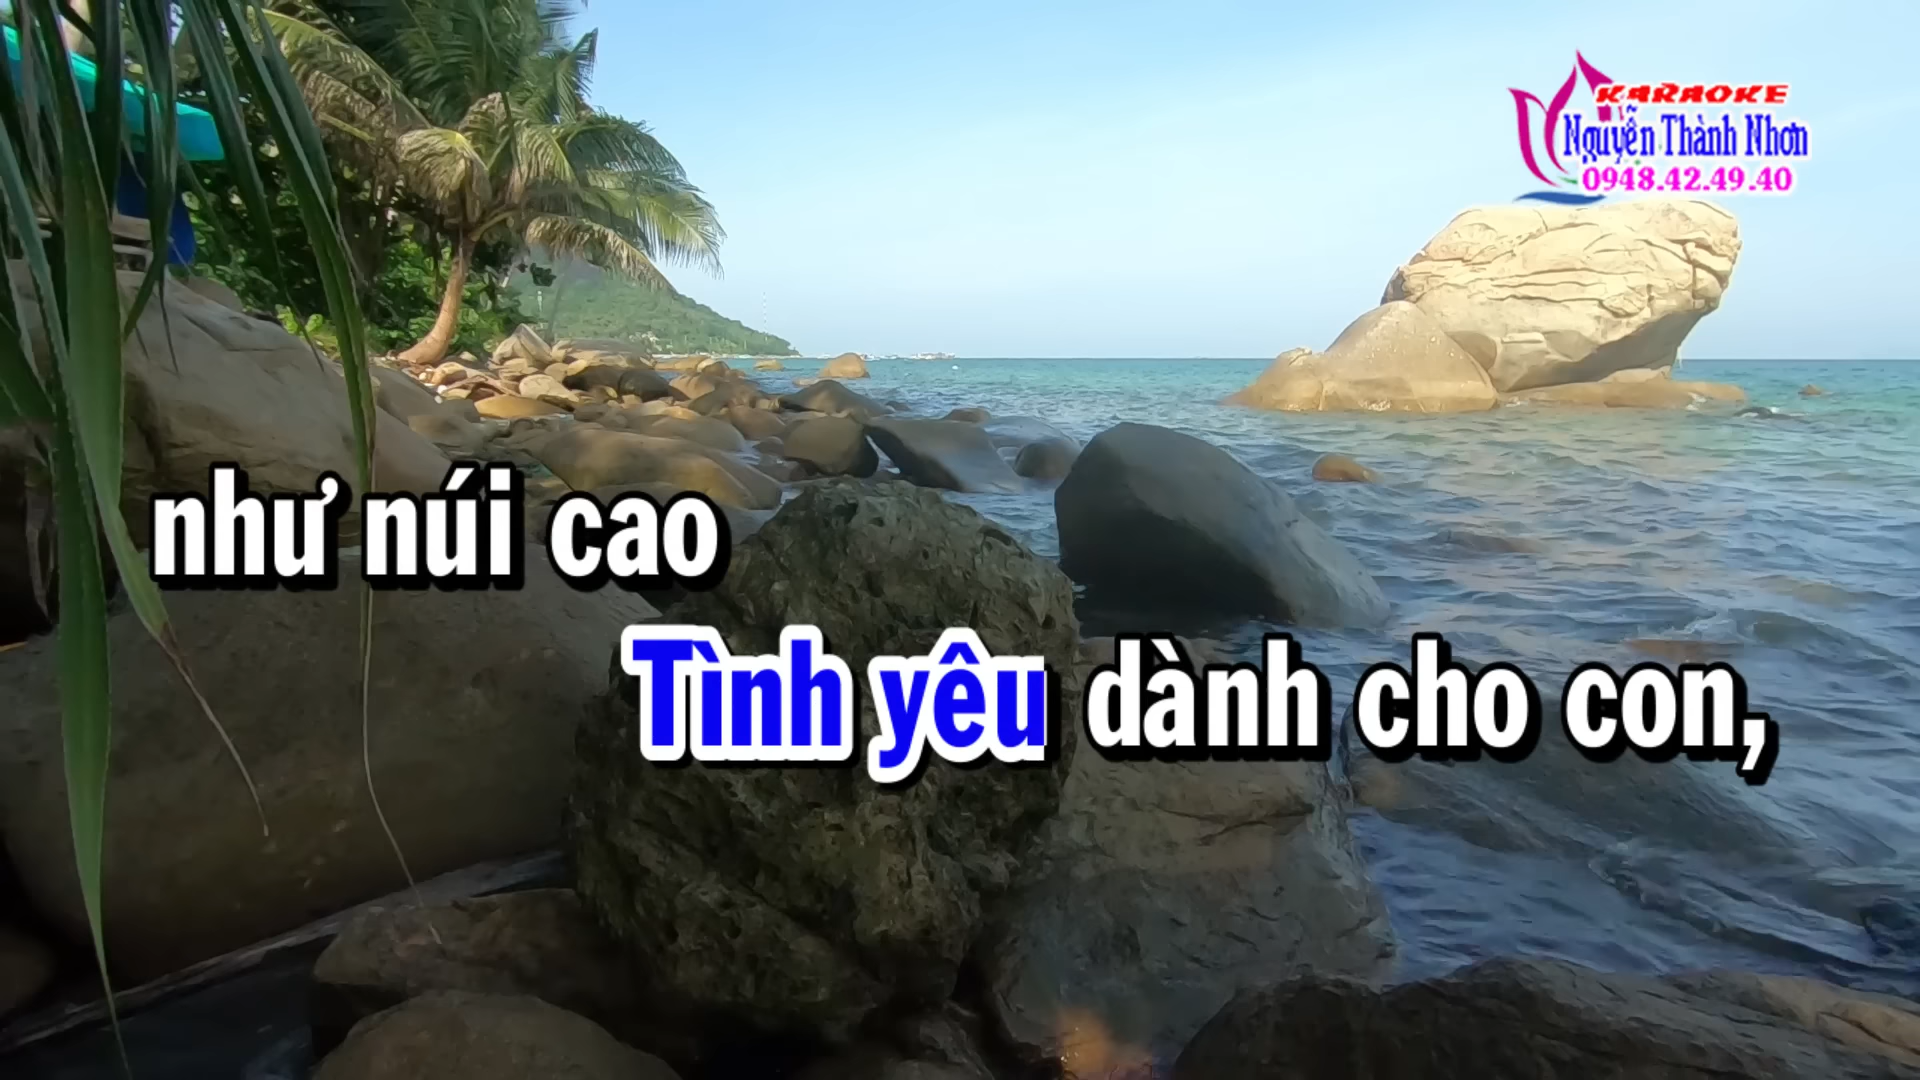 KARAOKE
Nguyễn Thành Nhơn
0948.42.49.40
như núi cao
Tình yêu dành cho con,